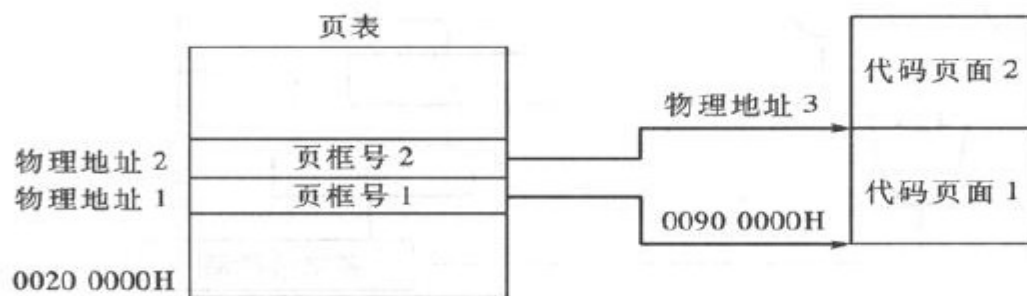 页表
代码页面 2
物理地址 3
物理地址 2
页框号 2
物理地址 1
页框号 1
代码页面 1
0090 0000H
0020 0000H